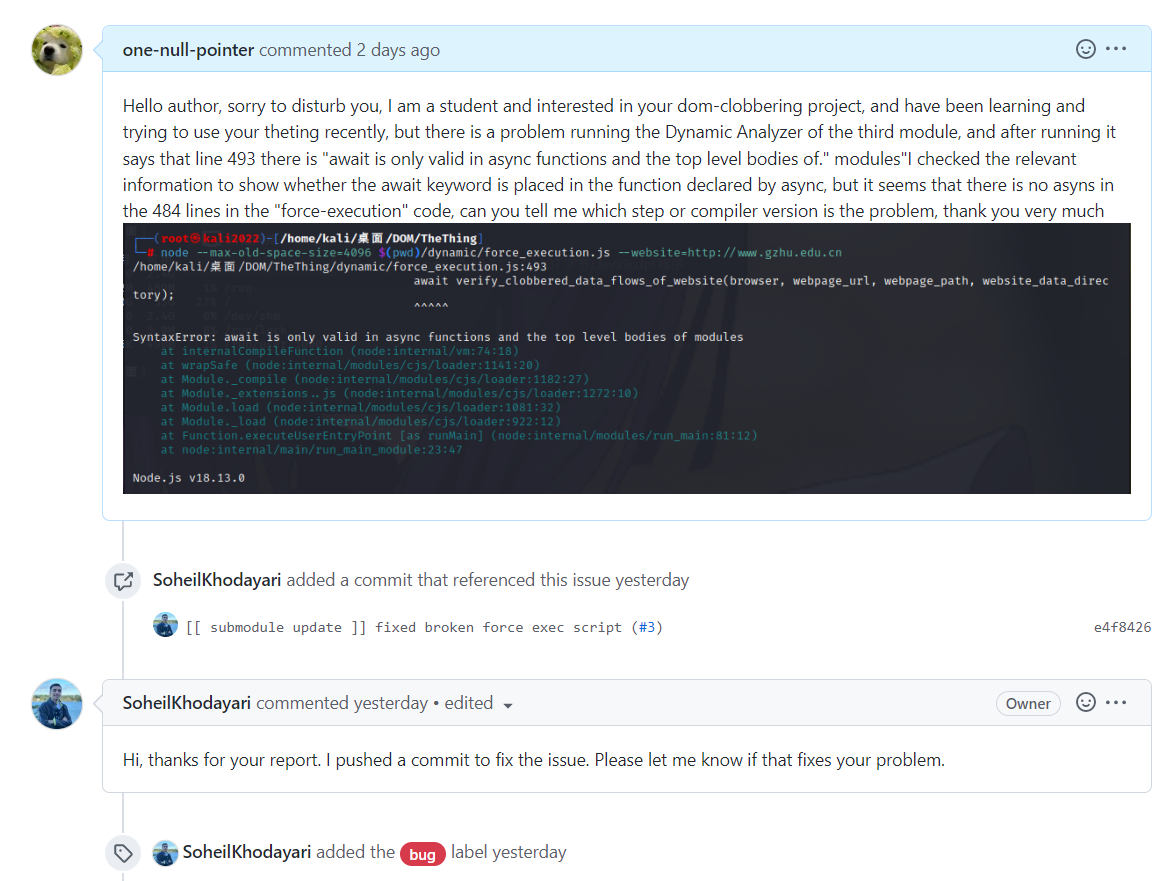 one-null-pointer commented 2 days ago
Hello author, sorry to disturb you, I am a student and interested in your dom-clobbering project, and have been learning and
trying to use your theting recently, but there is a problem running the Dynamic Analyzer of the third module, and after running it
says that line 493 there is "await is only valid in async functions and the top level bodies of." modules"I checked the relevant
information to show whether the await keyword is placed in the function declared by async, but it seems that there is no asyns in
the 484 lines in the "force-execution" code, can you tell me which step or compiler version is the problem, thank you very much
┌──(root㉿kali2022)-[/home/kali/桌面/DOM/TheThing]
└─# node --max-old-space-size=4096 $(pwd)/dynamic/force_execution.js --website=http://www.gzhu.edu.cn
/home/kali/桌面/DOM/TheThing/dynamic/force_execution.js:493
await verify_clobbered_data_flows_of_website(browser, webpage_url, webpage_path, website_data_direc
tory);
^^^^^
SyntaxError: await is only valid in async functions and the top level bodies of modules
at internalCompileFunction (node:internal/vm:74:18)
at wrapSafe (node:internal/modules/cjs/loader:1141:20)
at Module._compile (node:internal/modules/cjs/loader:1182:27)
at Module._extensions..js (node:internal/modules/cjs/loader:1272:10)
at Module.load (node:internal/modules/cjs/loader:1081:32)
at Module._load (node:internal/modules/cjs/loader:922:12)
at Function.executeUserEntryPoint [as runMain] (node:internal/modules/run_main:81:12)
at node:internal/main/run_main_module:23:47
Node.js v18.13.0
SoheilKhodayari added a commit that referenced this issue yesterday
[[ submodule update ]] fixed broken force exec script (#3) e4f8426
SoheilKhodayari commented yesterday • edited Owner
Hi, thanks for your report. I pushed a commit to fix the issue. Please let me know if that fixes your problem.
SoheilKhodayari added the bug label yesterday